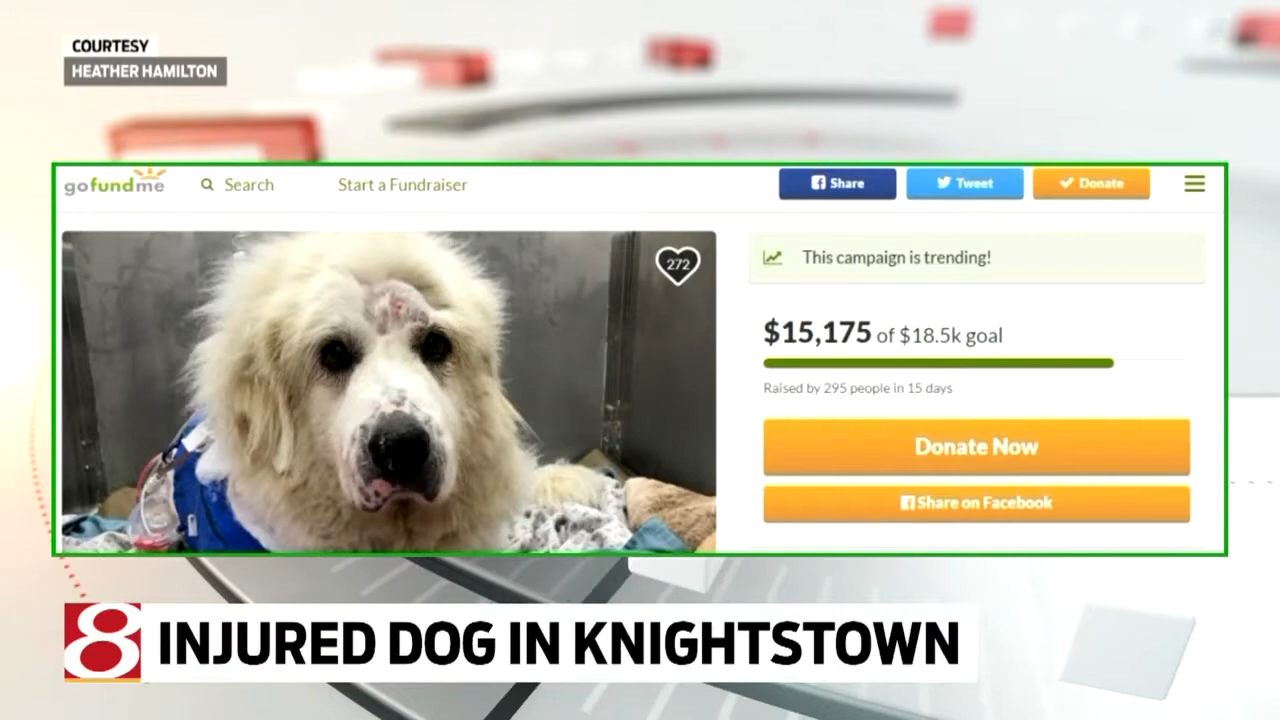 COURTESY
HEATHER HAMILTON
gofundme
Search
Start a Fundraiser
Share
Tweet
Donate
272
This campaign is trending!
$15,175 of $18.5k goal
Raised by 295 people in 15 days
Donate Now
Share on Facebook
8 INJURED DOG IN KNIGHTSTOWN